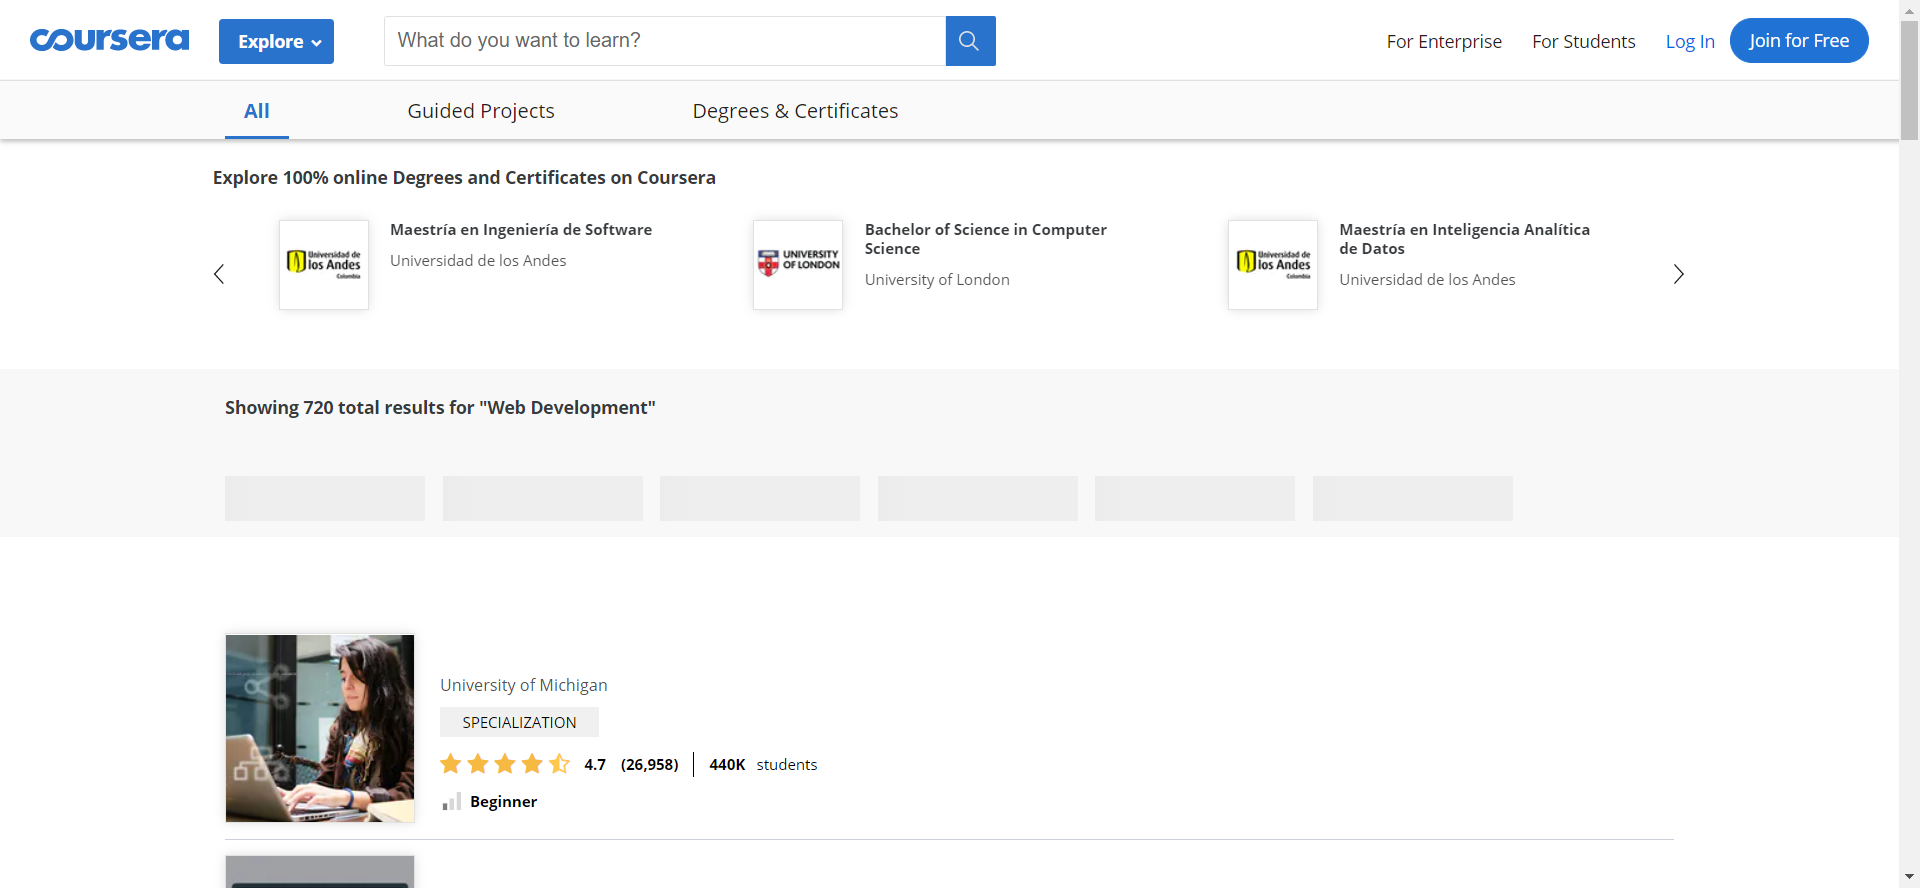 coursera
Explore
What do you want to learn?
For Enterprise
For Students
Log In
Join for Free
All
Guided Projects
Degrees & Certificates
Explore 100% online Degrees and Certificates on Coursera
Universidad de
los Andes
Colombia
Maestría en Ingeniería de Software
Universidad de los Andes
UNIVERSITY
OF LONDON
Bachelor of Science in Computer
Science
University of London
Universidad de
los Andes
Colombia
Maestría en Inteligencia Analítica
de Datos
Universidad de los Andes
Showing 720 total results for "Web Development"
University of Michigan
SPECIALIZATION
4.7 (26,958) 440K students
Beginner